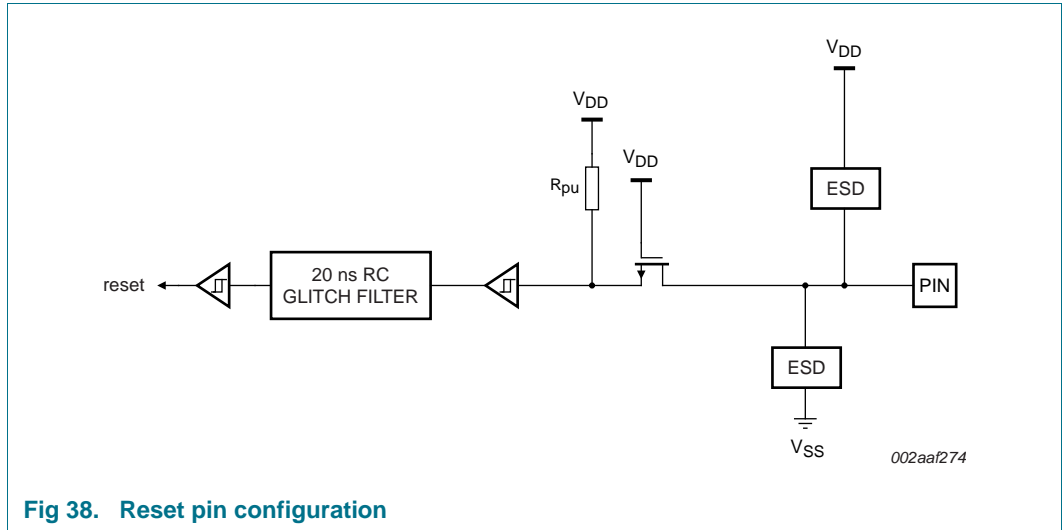 VDD
VDD
VDD
Rpu
ESD
reset
20 ns RC
GLITCH FILTER
PIN
ESD
VSS
002aaf274
Fig 38. Reset pin configuration